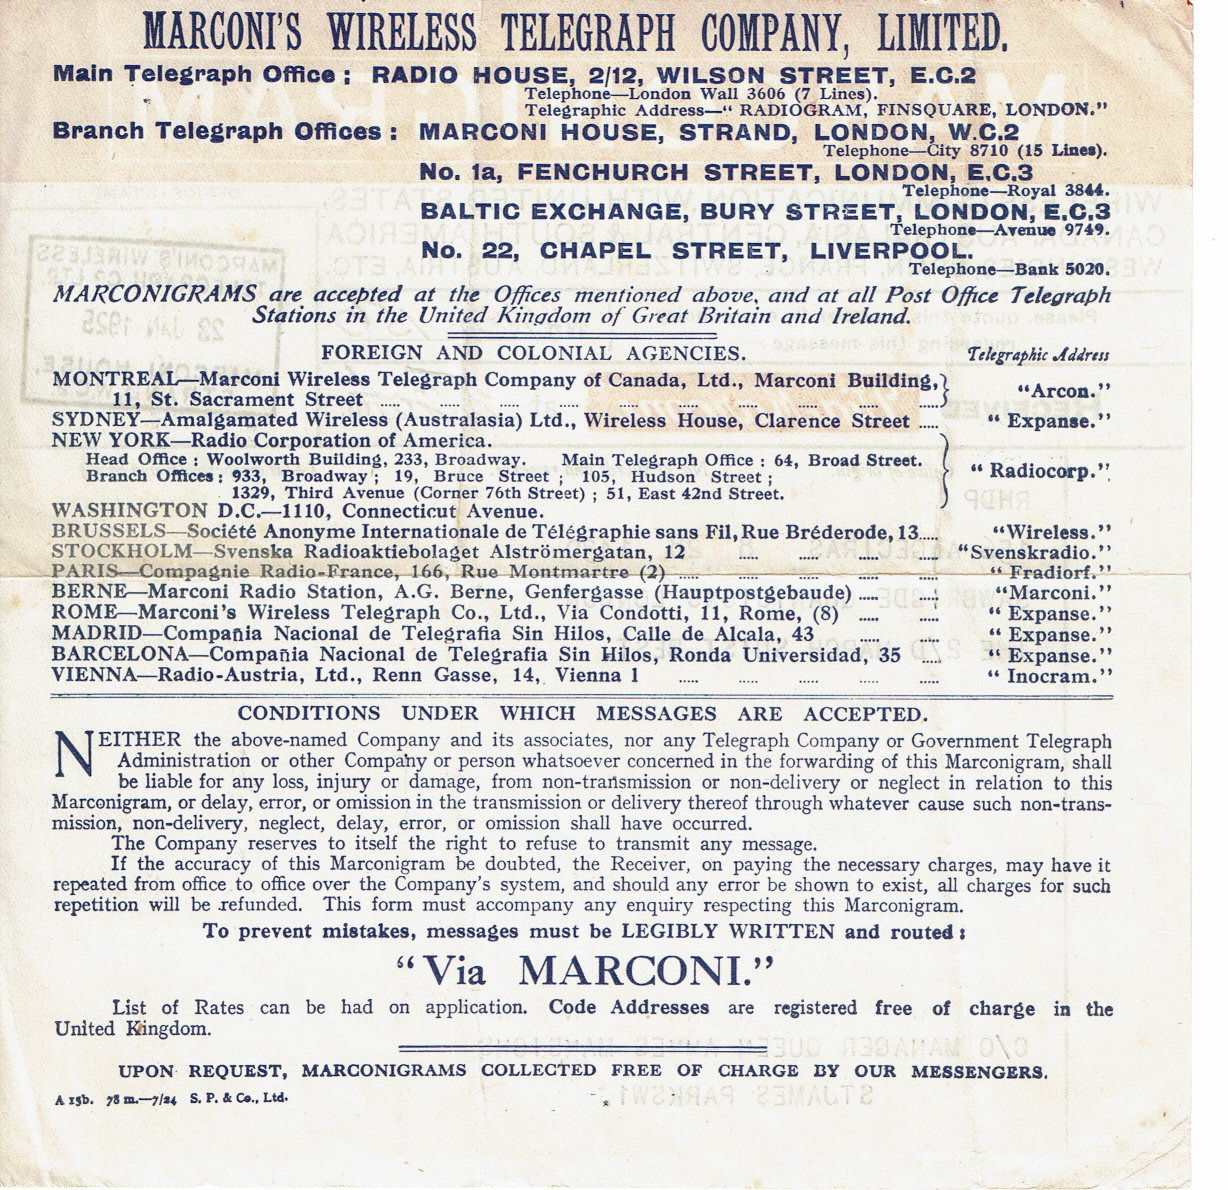 MARCONI'S WIRELESS TELEGRAPH COMPANY, LIMITED.
Main Telegraph Office: RADIO HOUSE, 2/12, WILSON STREET, E.C.2
Telephone—London Wall 3606 (7 Lines).
Telegraphic Address—“ RADIOGRAM, FINSQUARE, LONDON.”
Branch Telegraph Offices: MARCONI HOUSE, STRAND, LONDON, W.C.2
Telephone—City 8710 (15 Lines).
No. 1a, FENCHURCH STREET, LONDON, E.C.3
Telephone—Royal 3844.
BALTIC EXCHANGE, BURY STREET, LONDON, E.C.3
Telephone—Avenue 9749.
No. 22, CHAPEL STREET, LIVERPOOL.
Telephone—Bank 5020.
MARCONIGRAMS are accepted at the Offices mentioned above, and at all Post Office Telegraph
Stations in the United Kingdom of Great Britain and Ireland.
FOREIGN AND COLONIAL AGENCIES. Telegraphic Address
MONTREAL—Marconi Wireless Telegraph Company of Canada, Ltd., Marconi Building,
11, St. Sacrament Street ..... “Arcon.”
SYDNEY—Amalgamated Wireless (Australasia) Ltd., Wireless House, Clarence Street ..... “ Expanse.”
NEW YORK—Radio Corporation of America.
Head Office : Woolworth Building, 233, Broadway. Main Telegraph Office : 64, Broad Street. “ Radiocorp.”
Branch Offices : 933, Broadway ; 19, Bruce Street ; 105, Hudson Street ;
1329, Third Avenue (Corner 76th Street) ; 51, East 42nd Street.
WASHINGTON D.C.—1110, Connecticut Avenue.
BRUSSELS—Société Anonyme Internationale de Télégraphie sans Fil, Rue Bréderode, 13..... “Wireless.”
STOCKHOLM—Svenska Radioaktiebolaget Alströmergatan, 12 ..... “Svenskradio.”
PARIS—Compagnie Radio-France, 166, Rue Montmartre (2) ..... “ Fradiorf.”
BERNE—Marconi Radio Station, A.G. Berne, Genfergasse (Hauptpostgebaude) ..... “Marconi.”
ROME—Marconi's Wireless Telegraph Co., Ltd., Via Condotti, 11, Rome, (8) ..... “ Expanse.”
MADRID—Compañia Nacional de Telegrafia Sin Hilos, Calle de Alcala, 43 ..... “ Expanse.”
BARCELONA—Compañia Nacional de Telegrafia Sin Hilos, Ronda Universidad, 35 ..... “ Expanse.”
VIENNA—Radio-Austria, Ltd., Renn Gasse, 14, Vienna 1 ..... “ Inocram.”
CONDITIONS UNDER WHICH MESSAGES ARE ACCEPTED.
NEITHER the above-named Company and its associates, nor any Telegraph Company or Government Telegraph
Administration or other Company or person whatsoever concerned in the forwarding of this Marconigram, shall
be liable for any loss, injury or damage, from non-transmission or non-delivery or neglect in relation to this
Marconigram, or delay, error, or omission in the transmission or delivery thereof through whatever cause such non-trans-
mission, non-delivery, neglect, delay, error, or omission shall have occurred.
The Company reserves to itself the right to refuse to transmit any message.
If the accuracy of this Marconigram be doubted, the Receiver, on paying the necessary charges, may have it
repeated from office to office over the Company's system, and should any error be shown to exist, all charges for such
repetition will be refunded. This form must accompany any enquiry respecting this Marconigram.
To prevent mistakes, messages must be LEGIBLY WRITTEN and routed:
“Via MARCONI.”
List of Rates can be had on application. Code Addresses are registered free of charge in the
United Kingdom.
UPON REQUEST, MARCONIGRAMS COLLECTED FREE OF CHARGE BY OUR MESSENGERS.
A 15b. 78 m.—7/24 S. P. & Co., Ltd.